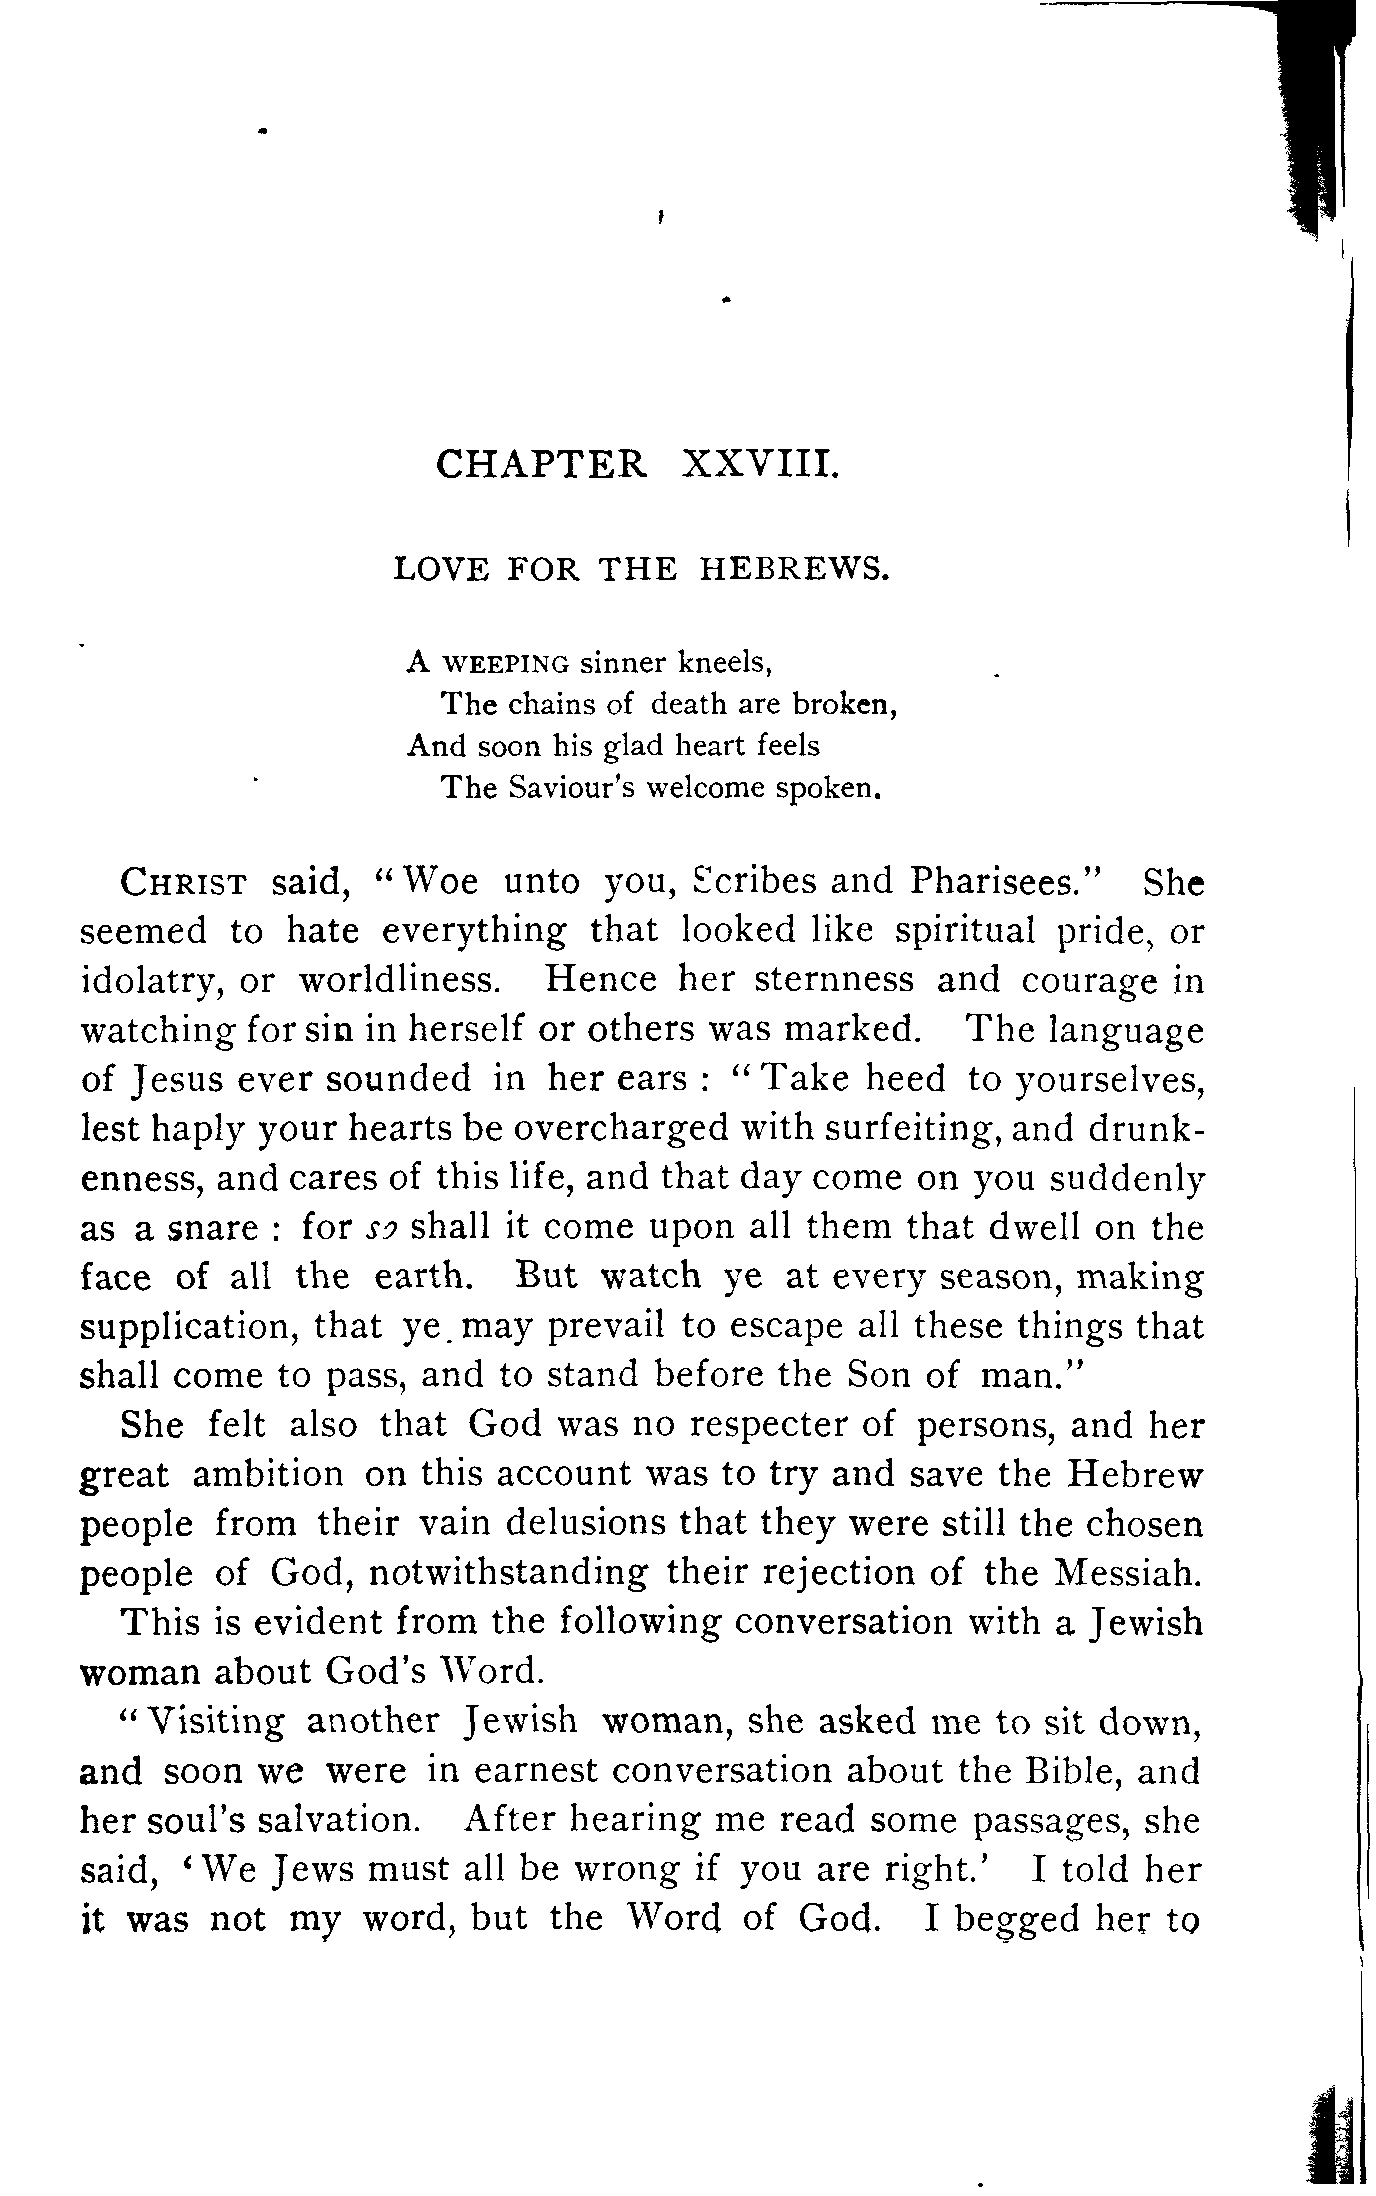 CHAPTER XXVIII.
LOVE FOR THE HEBREWS.
A WEEPING sinner kneels,
The chains of death are broken,
And soon his glad heart feels
The Saviour's welcome spoken.
CHRIST said, "Woe unto you, Scribes and Pharisees." She
seemed to hate everything that looked like spiritual pride, or
idolatry, or worldliness. Hence her sternness and courage in
watching for sin in herself or others was marked. The language
of Jesus ever sounded in her ears : "Take heed to yourselves,
lest haply your hearts be overcharged with surfeiting, and drunk-
enness, and cares of this life, and that day come on you suddenly
as a snare : for so shall it come upon all them that dwell on the
face of all the earth. But watch ye at every season, making
supplication, that ye may prevail to escape all these things that
shall come to pass, and to stand before the Son of man."
She felt also that God was no respecter of persons, and her
great ambition on this account was to try and save the Hebrew
people from their vain delusions that they were still the chosen
people of God, notwithstanding their rejection of the Messiah.
This is evident from the following conversation with a Jewish
woman about God's Word.
"Visiting another Jewish woman, she asked me to sit down,
and soon we were in earnest conversation about the Bible, and
her soul's salvation. After hearing me read some passages, she
said, 'We Jews must all be wrong if you are right.' I told her
it was not my word, but the Word of God. I begged her to